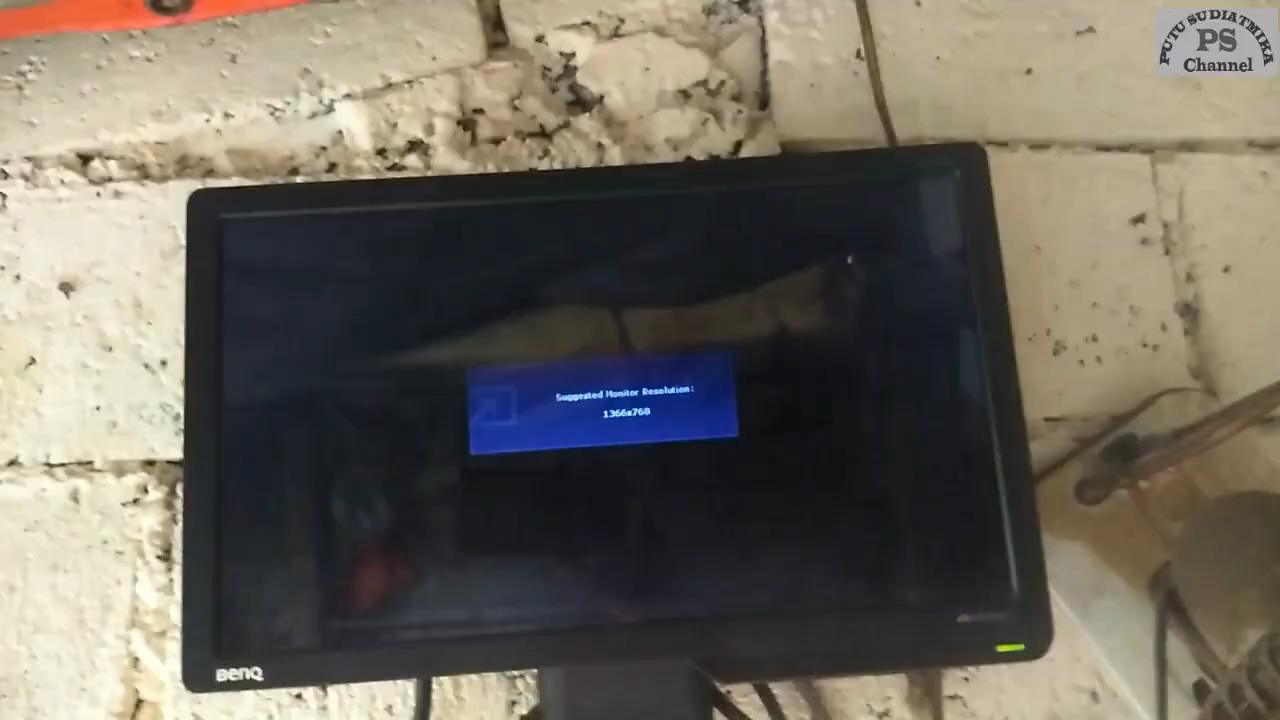 PUTU SUDIATMIKA
PS
Channel
Suggested Monitor Resolution:
1366x768
BenQ